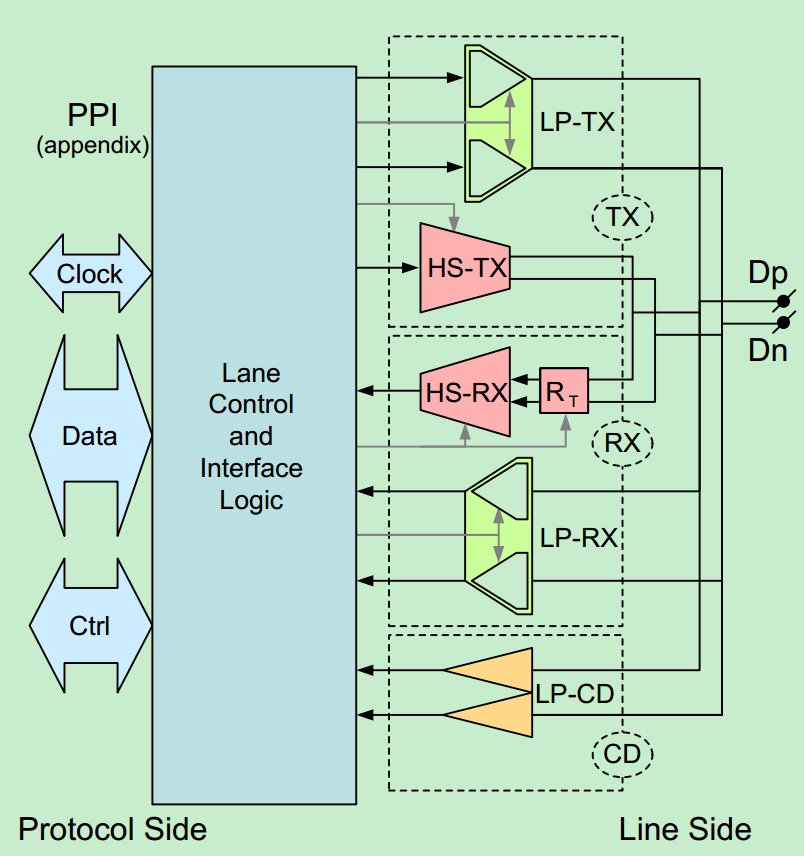 PPI
(appendix)
Clock
Data
Ctrl
Lane
Control
and
Interface
Logic
LP-TX
TX
HS-TX
Dp
Dn
HS-RX
RT
RX
LP-RX
LP-CD
CD
Protocol Side
Line Side